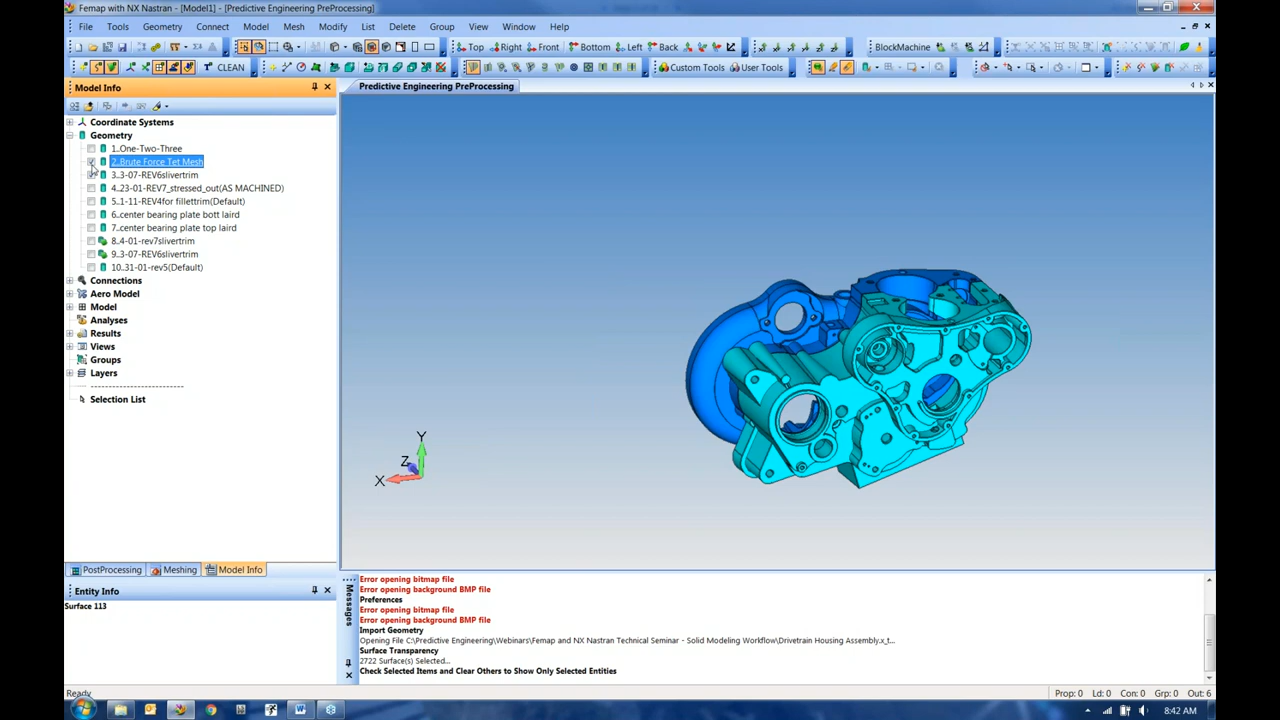 Femap with NX Nastran - [Model1] - [Predictive Engineering PreProcessing]
File Tools Geometry Connect Model Mesh Modify List Delete Group View Window Help
Top Right Front Bottom Left Back BlockMachine
CLEAN Custom Tools User Tools
Model Info
Predictive Engineering PreProcessing
Coordinate Systems
Geometry
1..One-Two-Three
2..Brute Force Tet Mesh
3..3-07-REV6slivertrim
4..23-01-REV7_stressed_out(AS MACHINED)
5..1-11-REV4for fillettrim(Default)
6..center bearing plate bott laird
7..center bearing plate top laird
8..4-01-rev7slivertrim
9..3-07-REV6slivertrim
10..31-01-rev5(Default)
Connections
Aero Model
Model
Analyses
Results
Views
Groups
Layers
---------------------------
Selection List
Y
Z
X
PostProcessing Meshing Model Info
Entity Info
Surface 113
Messages
Error opening bitmap file
Error opening background BMP file
Preferences
Error opening bitmap file
Error opening background BMP file
Import Geometry
Opening File C:\Predictive Engineering\Webinars\Femap and NX Nastran Technical Seminar - Solid Modeling Workflow\Drivetrain Housing Assembly.x_t...
Surface Transparency
2722 Surface(s) Selected...
Check Selected Items and Clear Others to Show Only Selected Entities
Ready
Prop: 0 Ld: 0 Con: 0 Grp: 0 Out: 6
8:42 AM